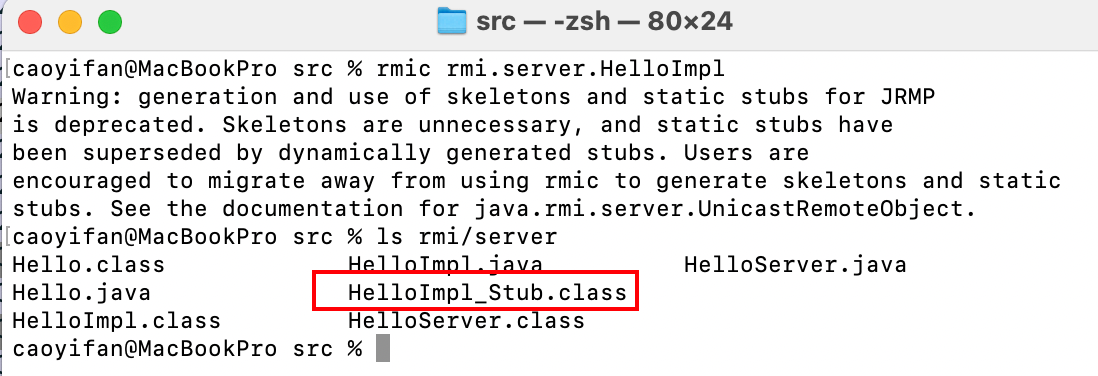 src — -zsh — 80×24
[caoyifan@MacBookPro src % rmic rmi.server.HelloImpl
Warning: generation and use of skeletons and static stubs for JRMP
is deprecated. Skeletons are unnecessary, and static stubs have
been superseded by dynamically generated stubs. Users are
encouraged to migrate away from using rmic to generate skeletons and static
stubs. See the documentation for java.rmi.server.UnicastRemoteObject.
[caoyifan@MacBookPro src % ls rmi/server
Hello.class HelloImpl.java HelloServer.java
Hello.java HelloImpl_Stub.class
HelloImpl.class HelloServer.class
caoyifan@MacBookPro src %